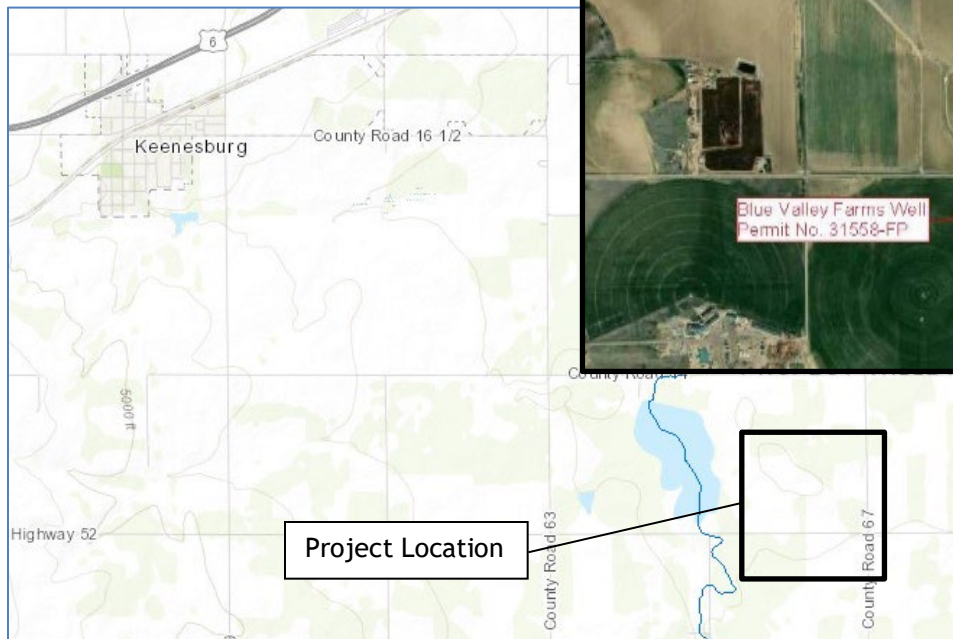 6
County Road 16 1/2
Keenesburg
Blue Valley Farms Well
Permit No. 31558-FP
County Road
5000 ft
Highway 52
Project Location
County Road 63
County Road 67